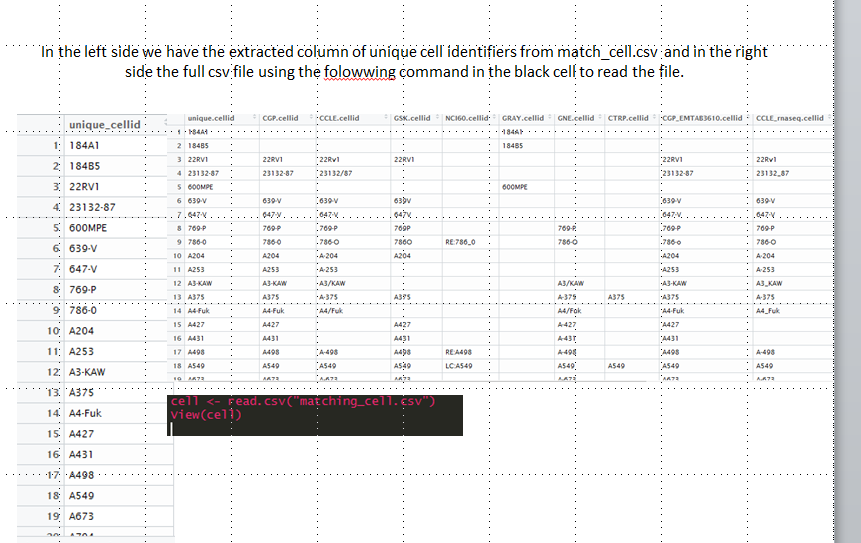 In the left side we have the extracted column of unique cell identifiers from match_cell.csv and in the right
side the full csv file using the folowwing command in the black cell to read the file.
unique_cellid
1 184A1
2 184B5
3 22RV1
4 23132-87
5 600MPE
6 639-V
7 647-V
8 769-P
9 786-0
10 A204
11 A253
12 A3-KAW
13 A375
14 A4-Fuk
15 A427
16 A431
17 A498
18 A549
19 A673
unique.cellid CGP.cellid CCLE.cellid GSK.cellid NCI60.cellid GRAY.cellid GNE.cellid CTRP.cellid CGP_EMTAB3610.cellid CCLE_rnaseq.cellid
1 184A1 184A1
2 184B5 184B5
3 22RV1 22RV1 22Rv1 22RV1 22RV1 22Rv1
4 23132-87 23132-87 23132/87 23132-87 23132_87
5 600MPE 600MPE
6 639-V 639-V 639-V 639V 639-V 639-V
7 647-V 647-V 647-V 647V 647-V 647-V
8 769-P 769-P 769-P 769P 769-P 769-P 769-P
9 786-0 786-0 786-O 786O RE:786_0 786-O 786-o 786-O
10 A204 A204 A-204 A204 A204 A-204
11 A253 A253 A-253 A253 A-253
12 A3-KAW A3-KAW A3/KAW A3/KAW A3-KAW A3_KAW
13 A375 A375 A-375 A375 A-375 A375 A375 A-375
14 A4-Fuk A4-Fuk A4/Fuk A4/Fuk A4-Fuk A4_Fuk
15 A427 A427 A427 A-427 A427
16 A431 A431 A431 A-431 A431
17 A498 A498 A-498 A498 RE:A498 A-498 A498 A-498
18 A549 A549 A549 A549 LC:A549 A549 A549 A549 A549
19 A673 A673 A673 A673 A673 A673 A673
cell <- read.csv("matching_cell.csv")
view(cell)